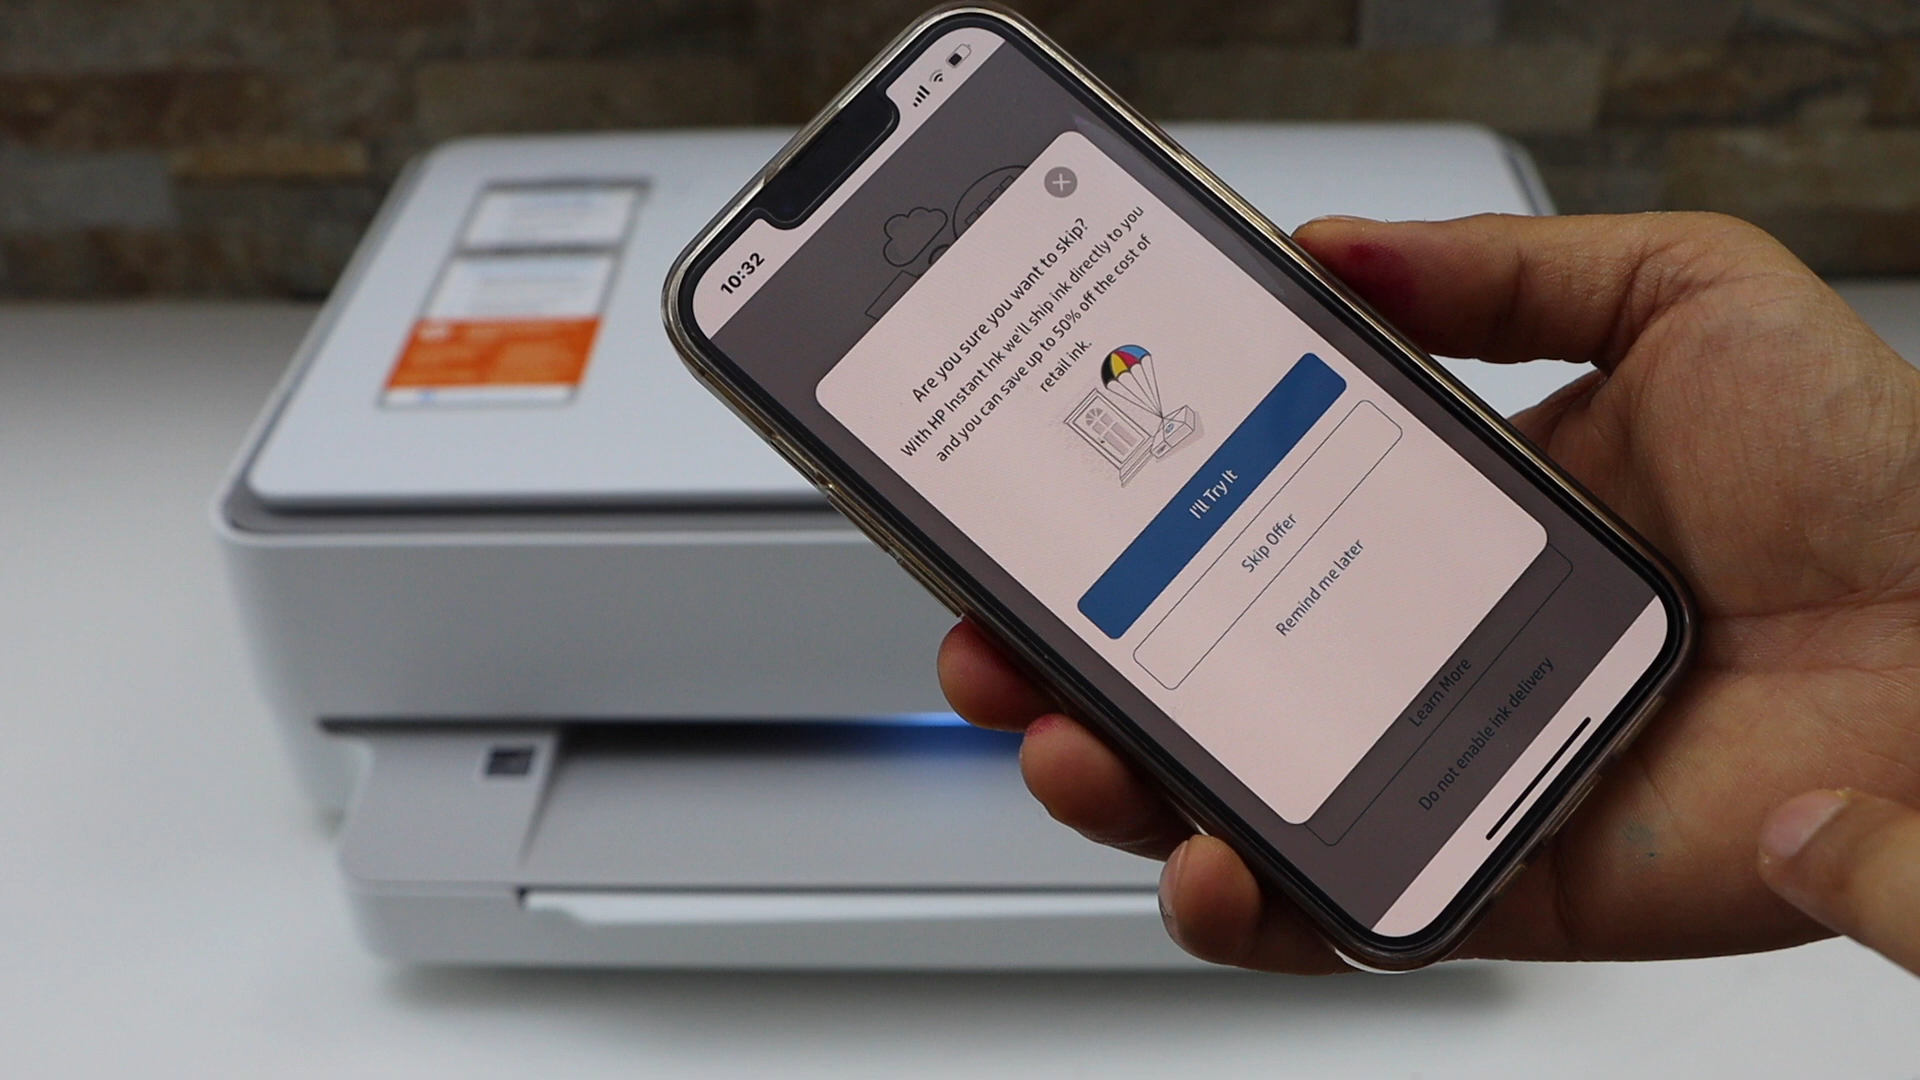 10:32
Are you sure you want to skip?
With HP Instant Ink we'll ship ink directly to you
and you can save up to 50% off the cost of
retail ink.
I'll Try It
Skip Offer
Remind me later
Learn More
Do not enable ink delivery